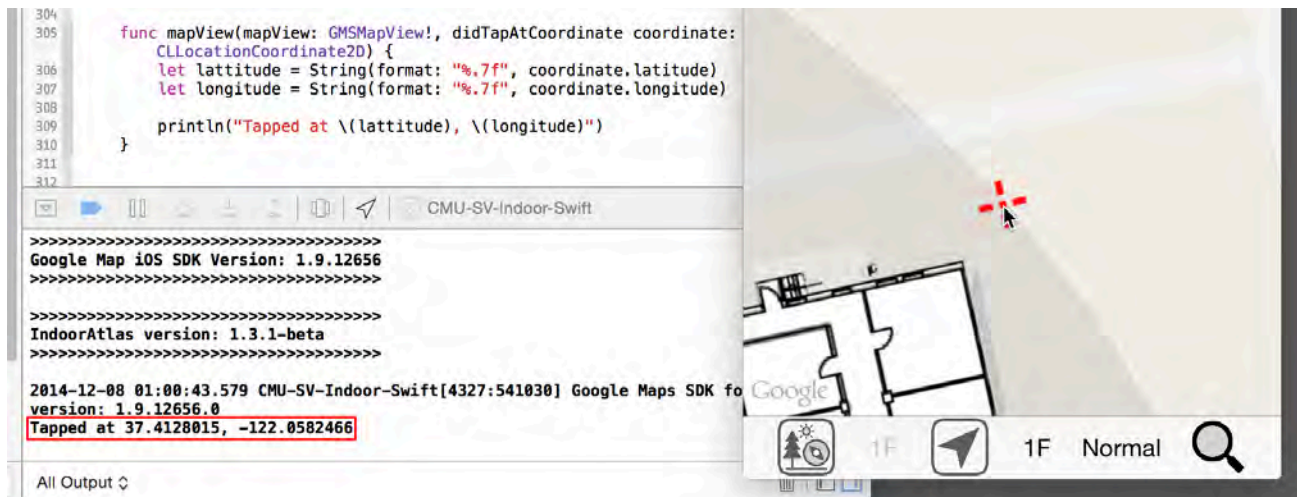 304
305 func mapView(mapView: GMSMapView!, didTapAtCoordinate coordinate:
CLLocationCoordinate2D) {
306 let lattitude = String(format: "%.7f", coordinate.latitude)
307 let longitude = String(format: "%.7f", coordinate.longitude)
308
309 println("Tapped at \(lattitude), \(longitude)")
310 }
311
312
CMU-SV-Indoor-Swift
>>>>>>>>>>>>>>>>>>>>>>>>>>>>>>>>>>>>>
Google Map iOS SDK Version: 1.9.12656
>>>>>>>>>>>>>>>>>>>>>>>>>>>>>>>>>>>>>
>>>>>>>>>>>>>>>>>>>>>>>>>>>>>>>>>>>>>
IndoorAtlas version: 1.3.1-beta
>>>>>>>>>>>>>>>>>>>>>>>>>>>>>>>>>>>>>
2014-12-08 01:00:43.579 CMU-SV-Indoor-Swift[4327:541030] Google Maps SDK fo
version: 1.9.12656.0
Tapped at 37.4128015, -122.0582466
All Output
Google
1F 1F Normal